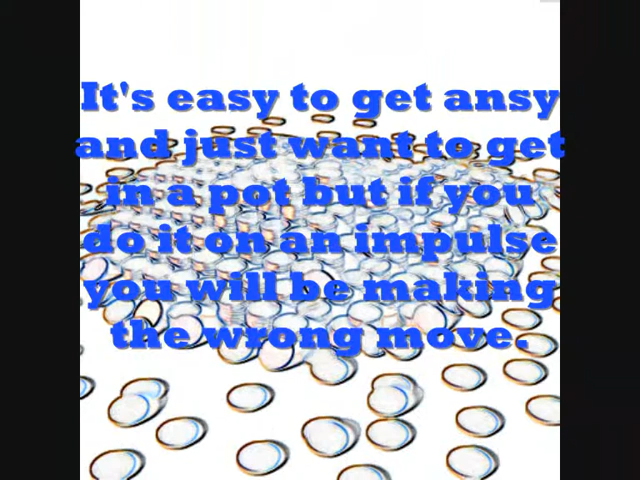 It's easy to get ansy
and just want to get
in a pot but if you
do it on an impulse
you will be making
the wrong move.